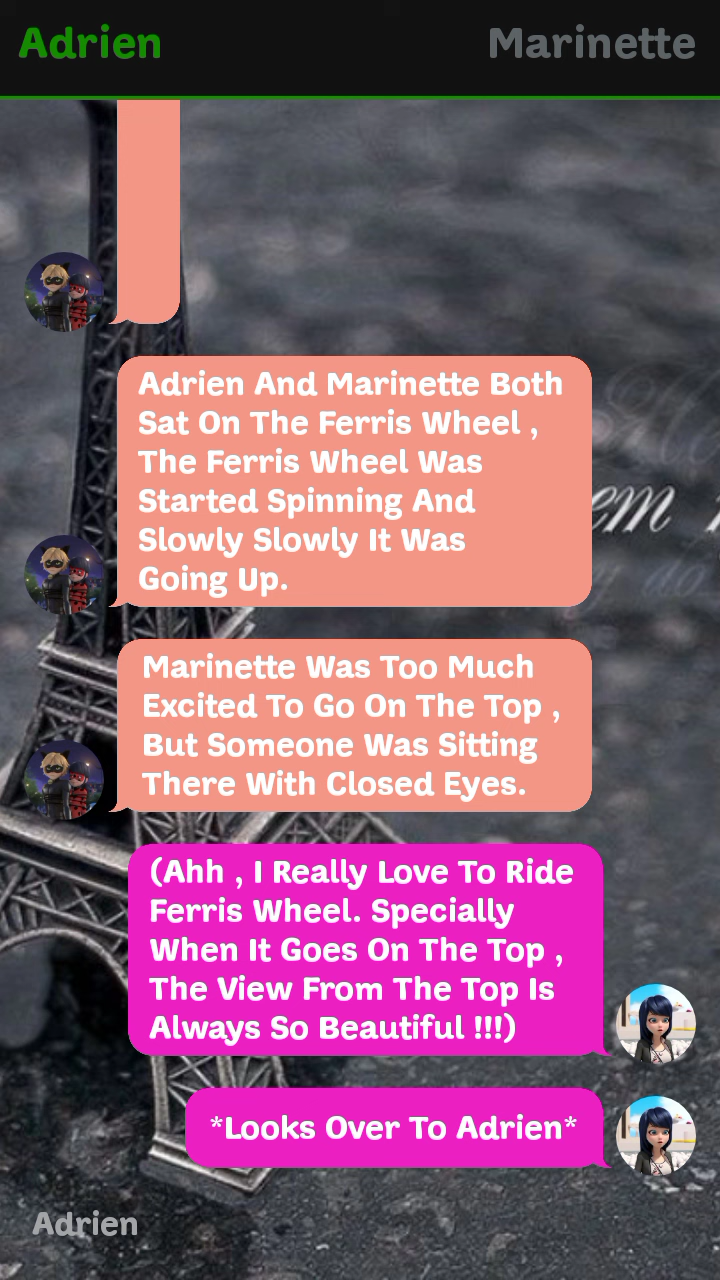 Adrien Marinette
Adrien And Marinette Both
Sat On The Ferris Wheel ,
The Ferris Wheel Was
Started Spinning And
Slowly Slowly It Was
Going Up.
em
do
Marinette Was Too Much
Excited To Go On The Top ,
But Someone Was Sitting
There With Closed Eyes.
(Ahh , I Really Love To Ride
Ferris Wheel. Specially
When It Goes On The Top ,
The View From The Top Is
Always So Beautiful !!!)
*Looks Over To Adrien*
Adrien